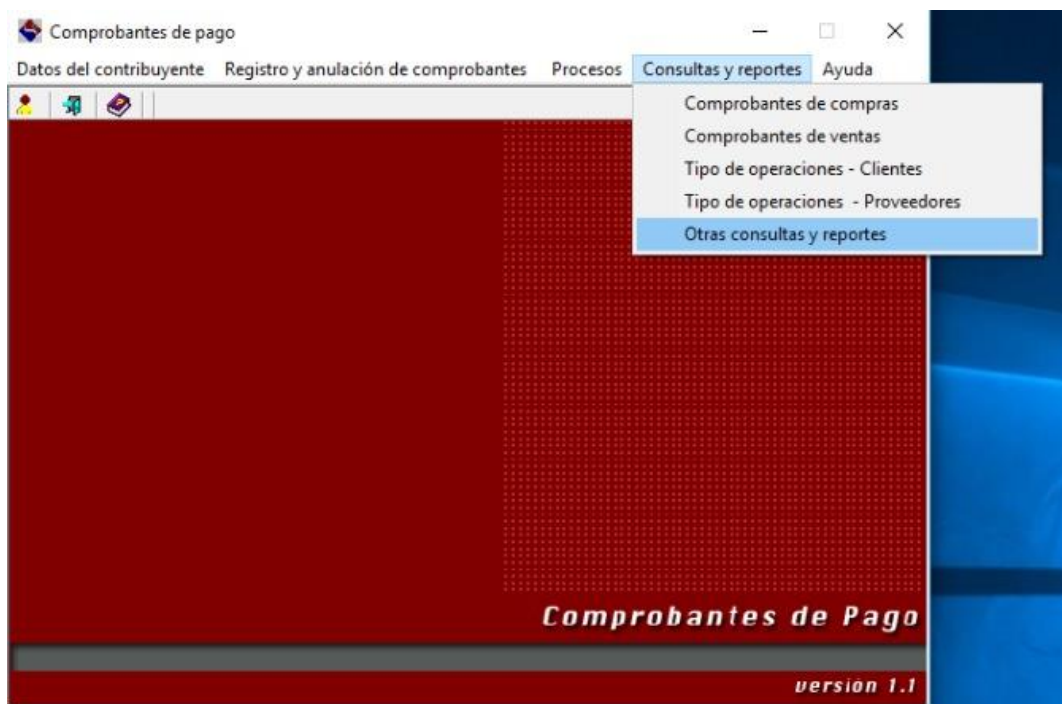 Comprobantes de pago
Datos del contribuyente Registro y anulación de comprobantes Procesos Consultas y reportes Ayuda
Comprobantes de compras
Comprobantes de ventas
Tipo de operaciones - Clientes
Tipo de operaciones - Proveedores
Otras consultas y reportes
Comprobantes de Pago
versión 1.1